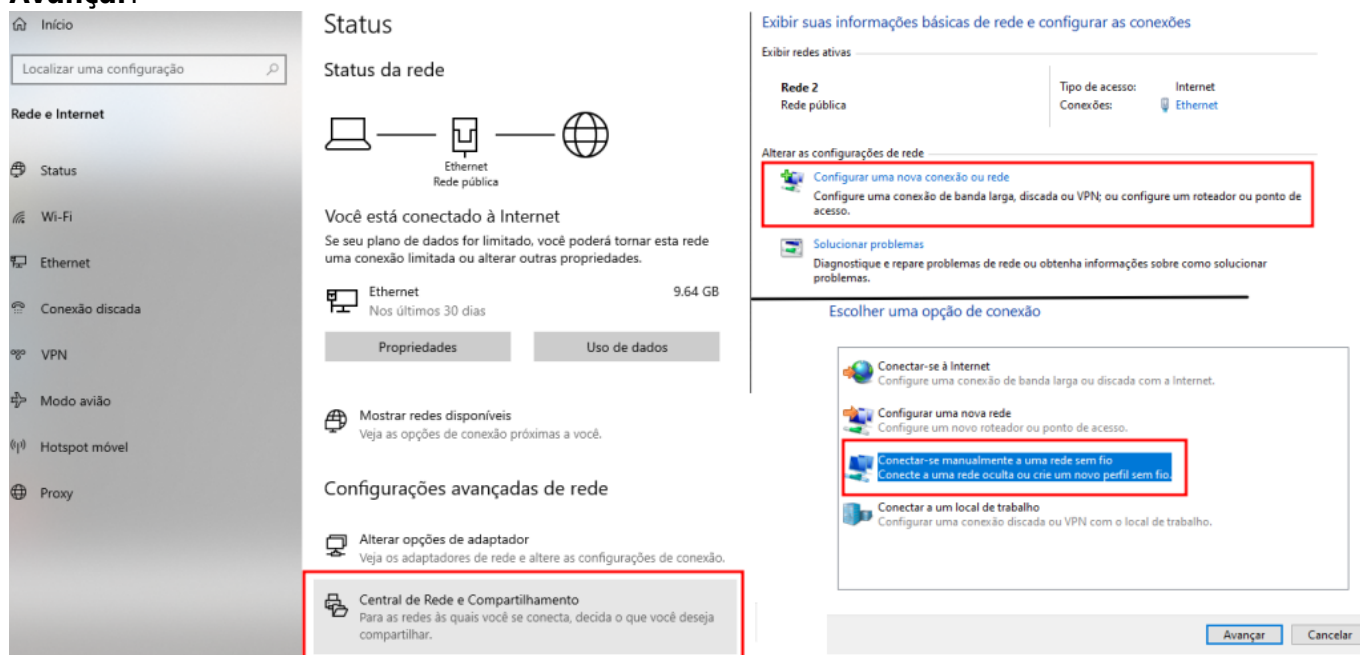 Avançar.
Início
Localizar uma configuração
Rede e Internet
Status
Wi-Fi
Ethernet
Conexão discada
VPN
Modo avião
Hotspot móvel
Proxy
Status
Status da rede
Ethernet
Rede pública
Você está conectado à Internet
Se seu plano de dados for limitado, você poderá tornar esta rede
uma conexão limitada ou alterar outras propriedades.
Ethernet 9.64 GB
Nos últimos 30 dias
Propriedades Uso de dados
Mostrar redes disponíveis
Veja as opções de conexão próximas a você.
Configurações avançadas de rede
Alterar opções de adaptador
Veja os adaptadores de rede e altere as configurações de conexão.
Central de Rede e Compartilhamento
Para as redes às quais você se conecta, decida o que você deseja
compartilhar.
Exibir suas informações básicas de rede e configurar as conexões
Exibir redes ativas
Rede 2 Tipo de acesso: Internet
Rede pública Conexões: Ethernet
Alterar as configurações de rede
Configurar uma nova conexão ou rede
Configure uma conexão de banda larga, discada ou VPN; ou configure um roteador ou ponto de
acesso.
Solucionar problemas
Diagnostique e repare problemas de rede ou obtenha informações sobre como solucionar
problemas.
Escolher uma opção de conexão
Conectar-se à Internet
Configure uma conexão de banda larga ou discada com a Internet.
Configurar uma nova rede
Configure um novo roteador ou ponto de acesso.
Conectar-se manualmente a uma rede sem fio
Conecte a uma rede oculta ou crie um novo perfil sem fio.
Conectar a um local de trabalho
Configurar uma conexão discada ou VPN com o local de trabalho.
Avançar Cancelar